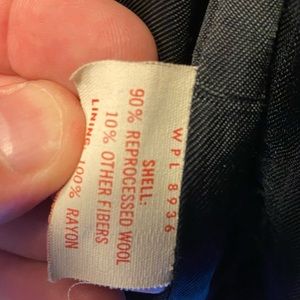 WPL 8936
SHELL:
90% REPROCESSED WOOL
10% OTHER FIBERS
LINING 100% RAYON